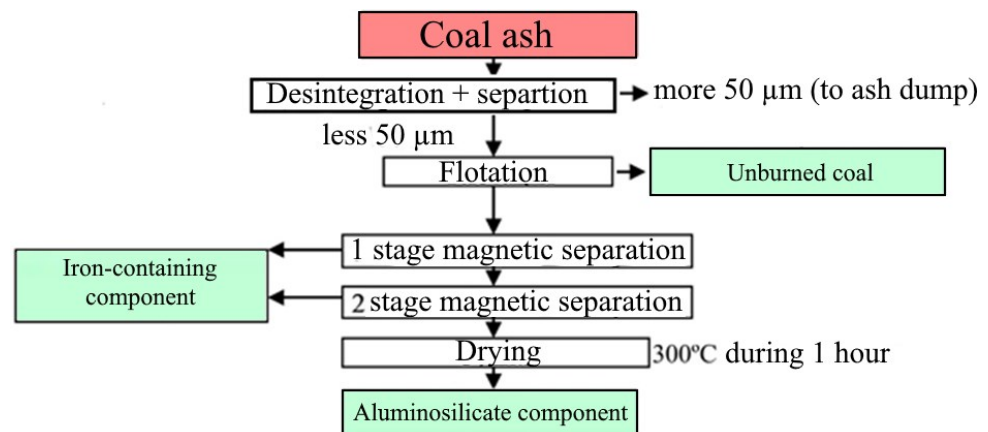 Coal ash
Desintegration + separtion
more 50 µm (to ash dump)
less 50 µm
Flotation
Unburned coal
1 stage magnetic separation
Iron-containing
component
2 stage magnetic separation
Drying
300ºC during 1 hour
Aluminosilicate component